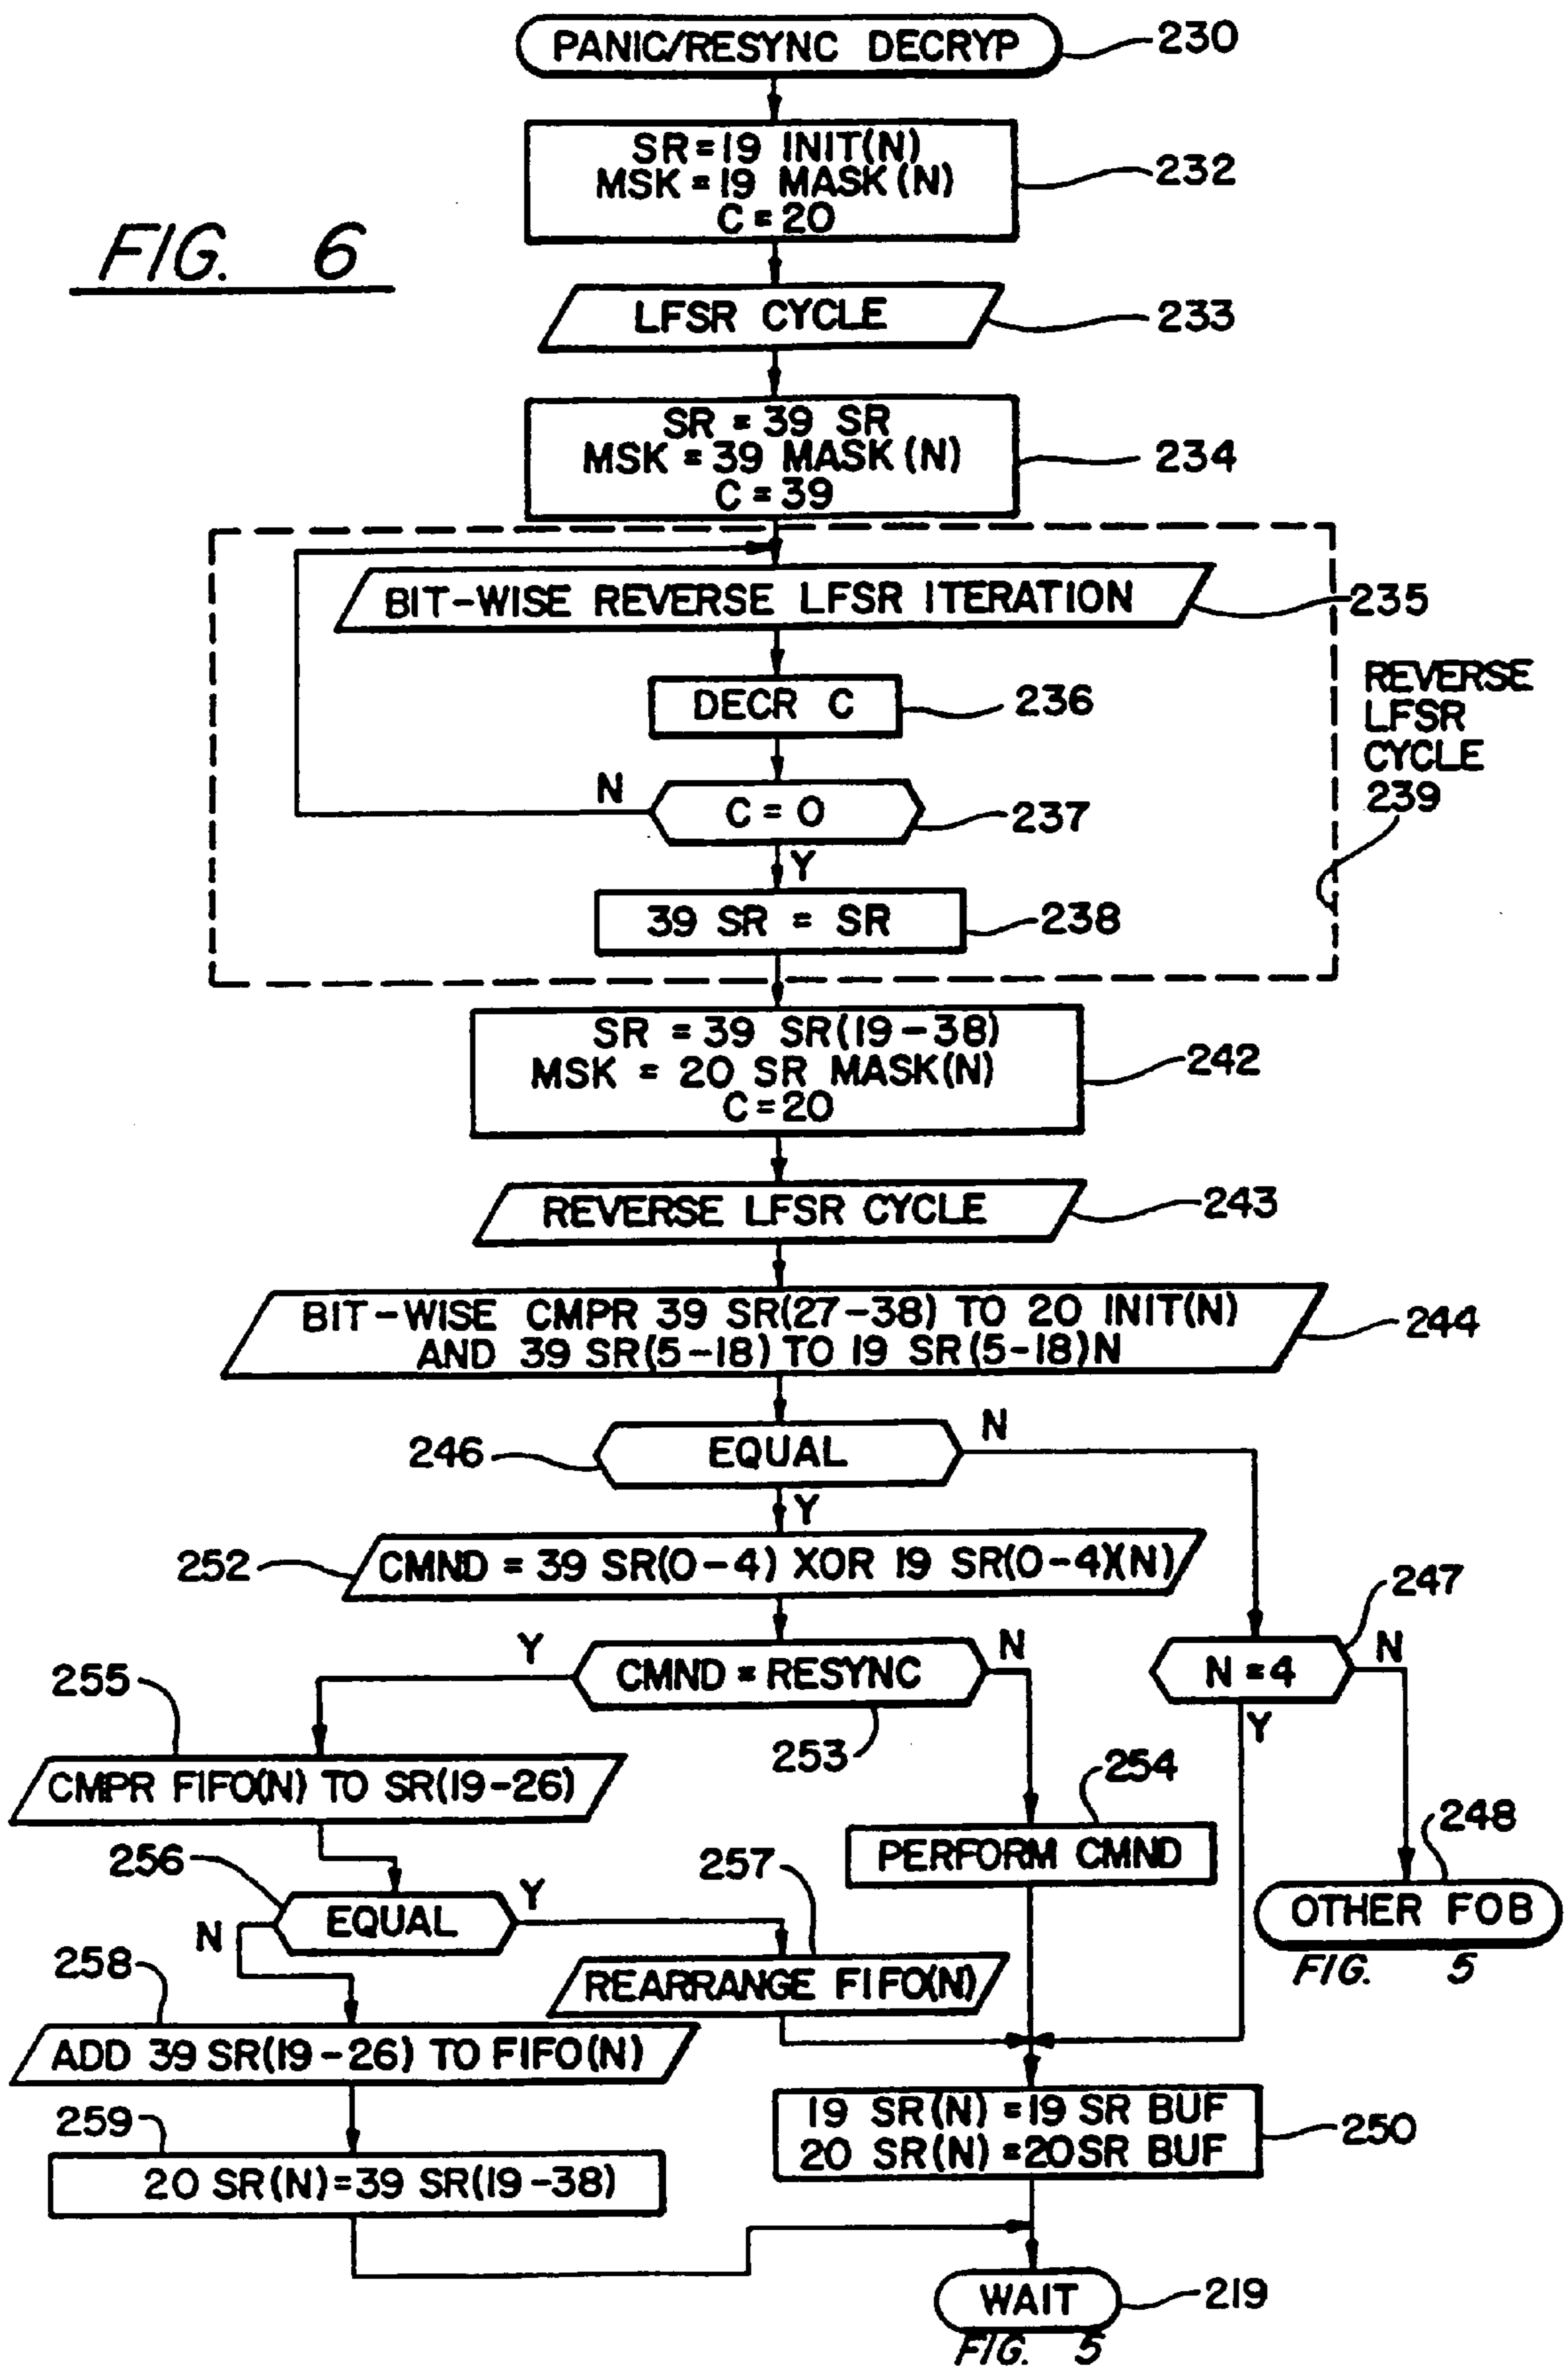 PANIC/RESYNC DECRYP
230
SR=19 INIT(N)
MSK=19 MASK(N)
C=20
232
FIG. 6
LFSR CYCLE
233
SR = 39 SR
MSK = 39 MASK(N)
C=39
234
BIT-WISE REVERSE LFSR ITERATION
235
REVERSE
LFSR
CYCLE
239
DECR C
236
N
C=0
237
Y
39 SR = SR
238
SR = 39 SR(19-38)
MSK = 20 SR MASK(N)
C=20
242
REVERSE LFSR CYCLE
243
BIT-WISE CMPR 39 SR(27-38) TO 20 INIT(N)
AND 39 SR(5-18) TO 19 SR(5-18)N
244
246
EQUAL
N
Y
252
CMND = 39 SR(0-4) XOR 19 SR(0-4)(N)
247
Y
CMND = RESYNC
N
N=4
N
255
253
Y
CMPR FIFO(N) TO SR(19-26)
254
PERFORM CMND
248
256
257
EQUAL
Y
N
OTHER FOB
FIG. 5
258
REARRANGE FIFO(N)
ADD 39 SR(19-26) TO FIFO(N)
259
19 SR(N)=19 SR BUF
20 SR(N)=20SR BUF
250
20 SR(N)=39 SR(19-38)
WAIT
219
FIG. 5